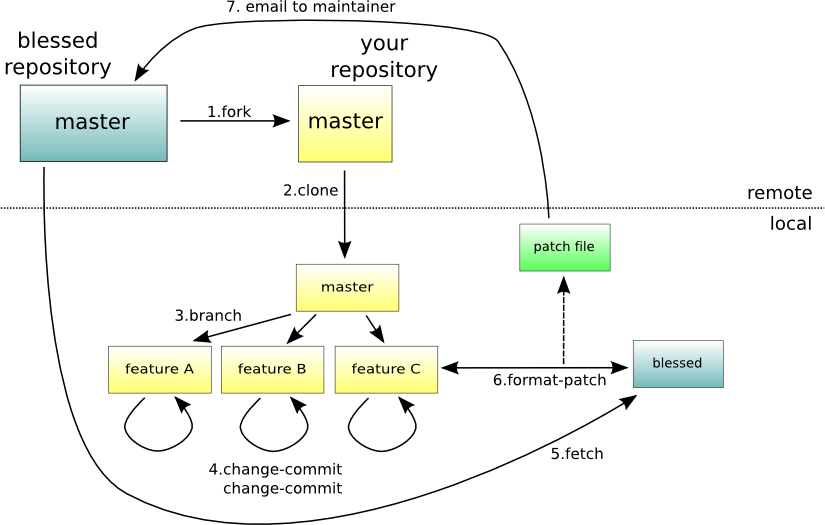 7. email to maintainer
blessed
repository
your
repository
master
1.fork
master
2.clone
remote
local
patch file
master
3.branch
feature A
feature B
feature C
blessed
6.format-patch
4.change-commit
change-commit
5.fetch